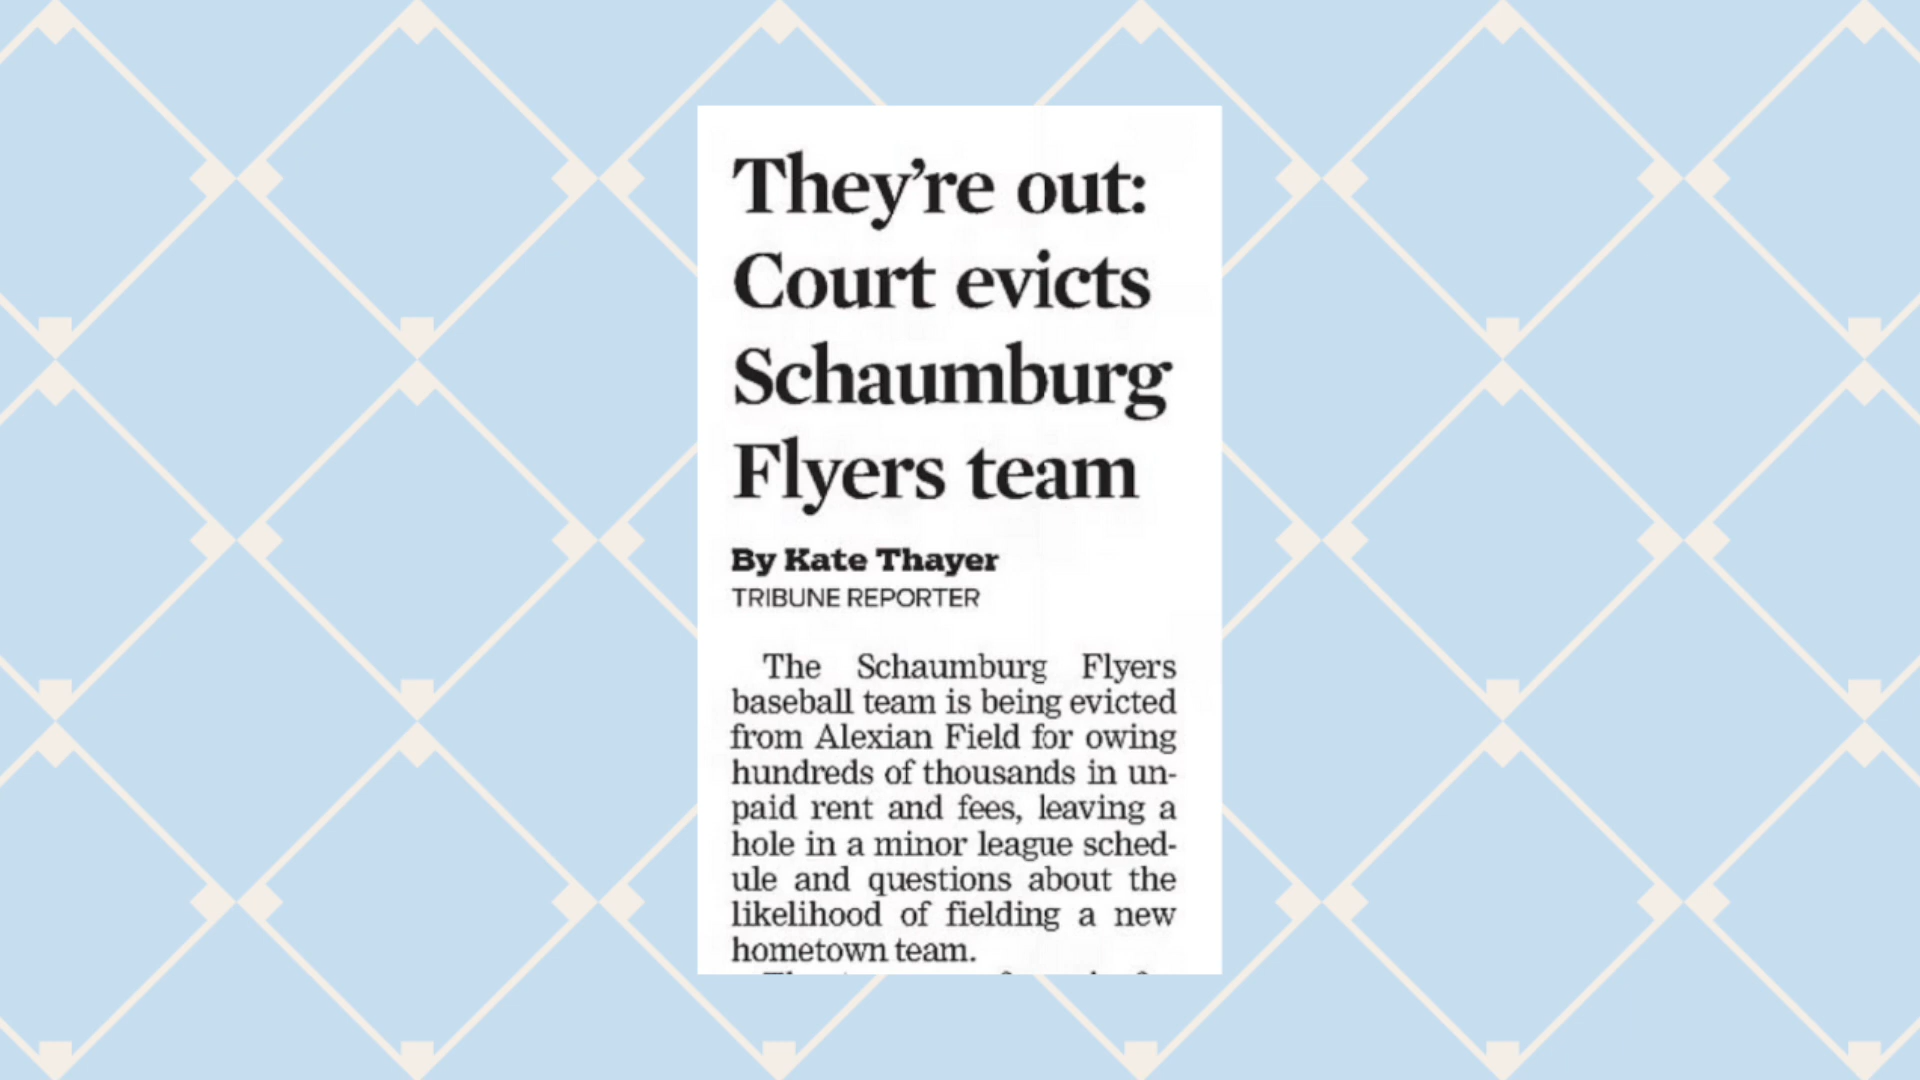 They're out:
Court evicts
Schaumburg
Flyers team
By Kate Thayer
TRIBUNE REPORTER
The Schaumburg Flyers
baseball team is being evicted
from Alexian Field for owing
hundreds of thousands in un-
paid rent and fees, leaving a
hole in a minor league sched-
ule and questions about the
likelihood of fielding a new
hometown team.